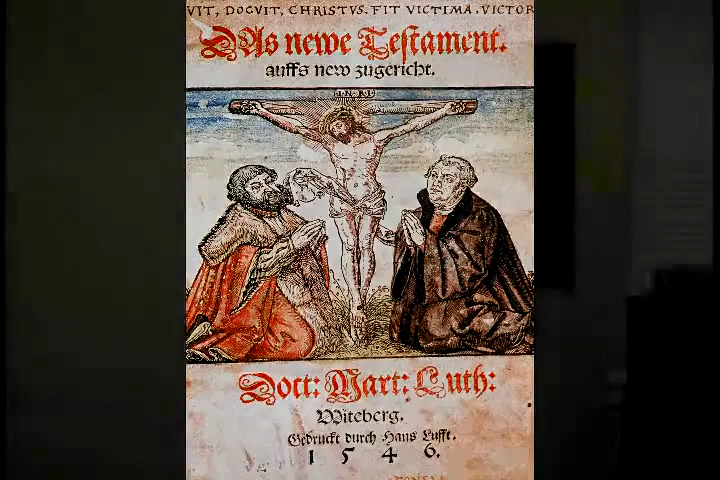 VIT, DOCVIT, CHRISTVS. FIT VICTIMA. VICTOR
DAs newe Testament.
auffs new zugericht.
I.N.R.I.
Doct: Mart: Luth:
Witeberg.
Gedruckt durch Hans Lufft.
1 5 4 6.